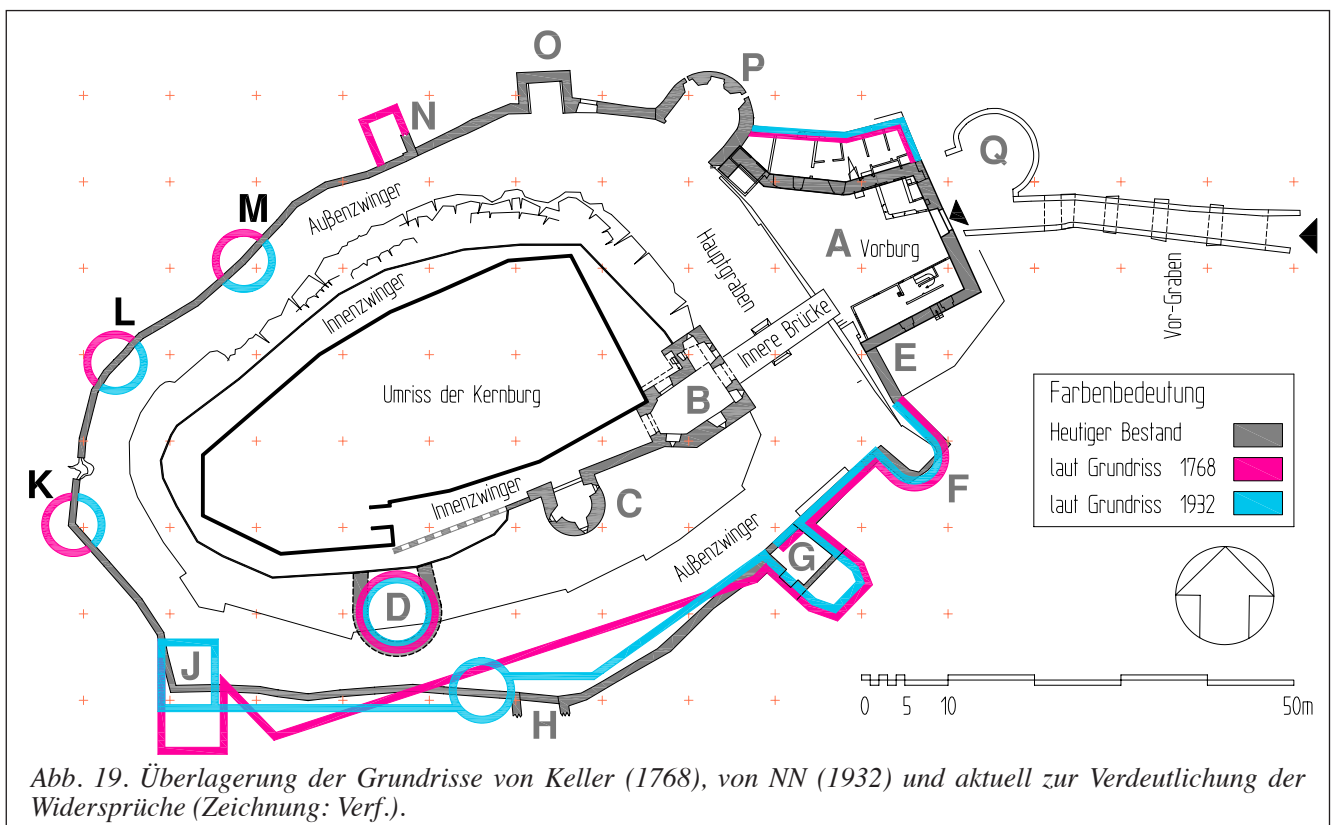 O
P
N
Q
Außenzwinger
M
Hauptgraben
A Vorburg
Innenzwinger
Vor-Graben
L
Innere Brücke
E
Umriss der Kernburg
B
Farbenbedeutung
Heutiger Bestand
laut Grundriss 1768
laut Grundriss 1932
K
Innenzwinger
C
F
Außenzwinger
G
D
J
H
0 5 10 50m
Abb. 19. Überlagerung der Grundrisse von Keller (1768), von NN (1932) und aktuell zur Verdeutlichung der
Widersprüche (Zeichnung: Verf.).